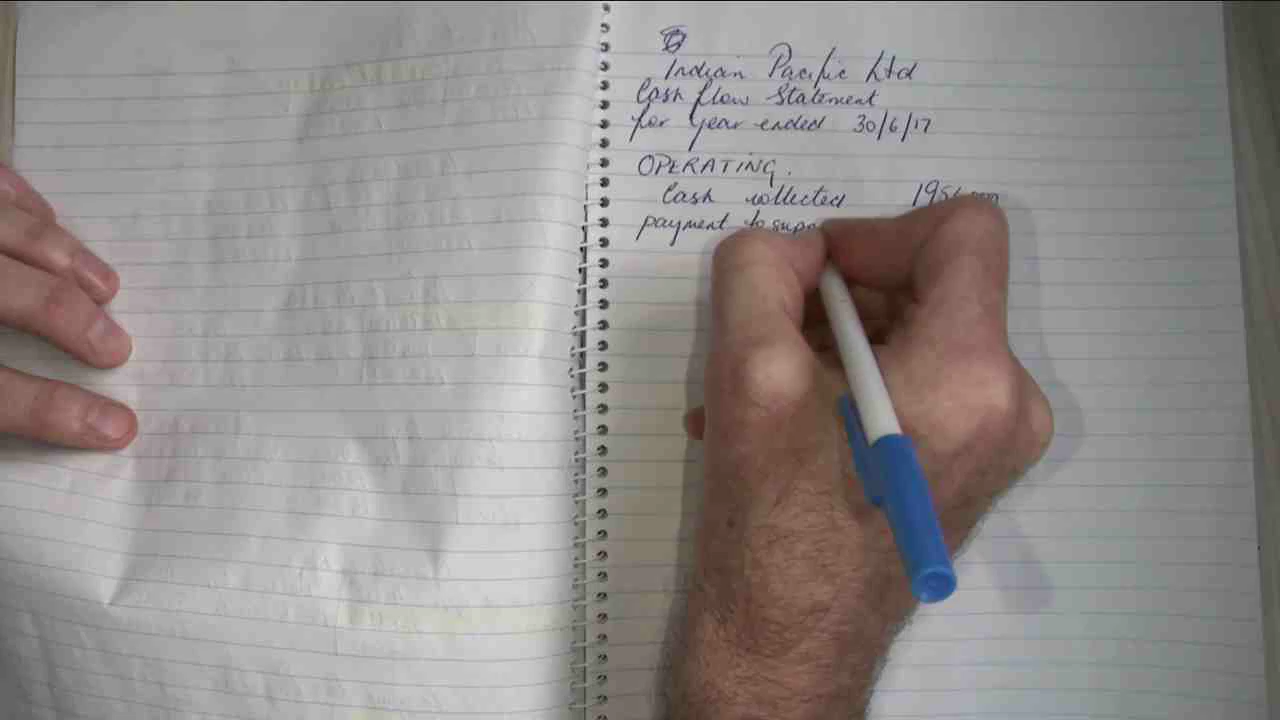 Indian Pacific Ltd
Cash flow Statement
for year ended 30/6/17
OPERATING.
Cash collected
payment to